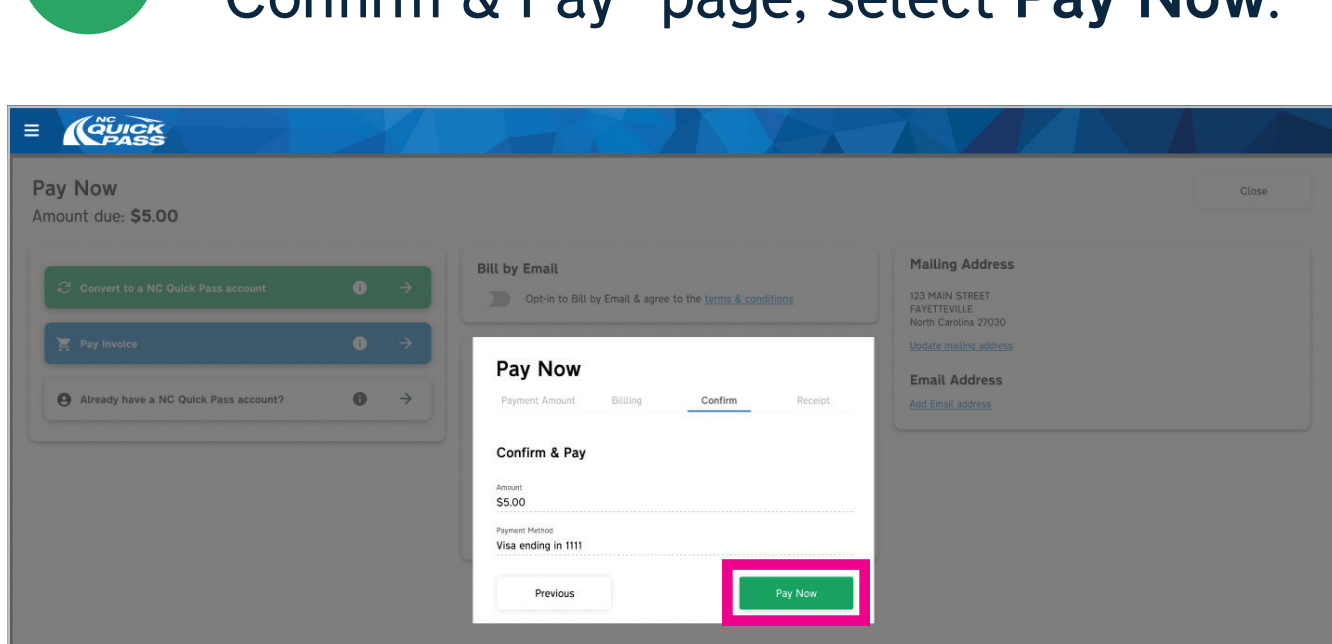 Confirm & Pay" page, select Pay Now.
NC QUICK PASS
Pay Now
Close
Amount due: $5.00
Convert to a NC Quick Pass account
Pay Invoice
Already have a NC Quick Pass account?
Bill by Email
Opt-in to Bill by Email & agree to the terms & conditions
Mailing Address
123 MAIN STREET
FAYETTEVILLE
North Carolina 27030
Update mailing address
Email Address
Add Email address
Pay Now
Payment Amount Billling Confirm Receipt
Confirm & Pay
Amount
$5.00
Payment Method
Visa ending in 1111
Previous Pay Now